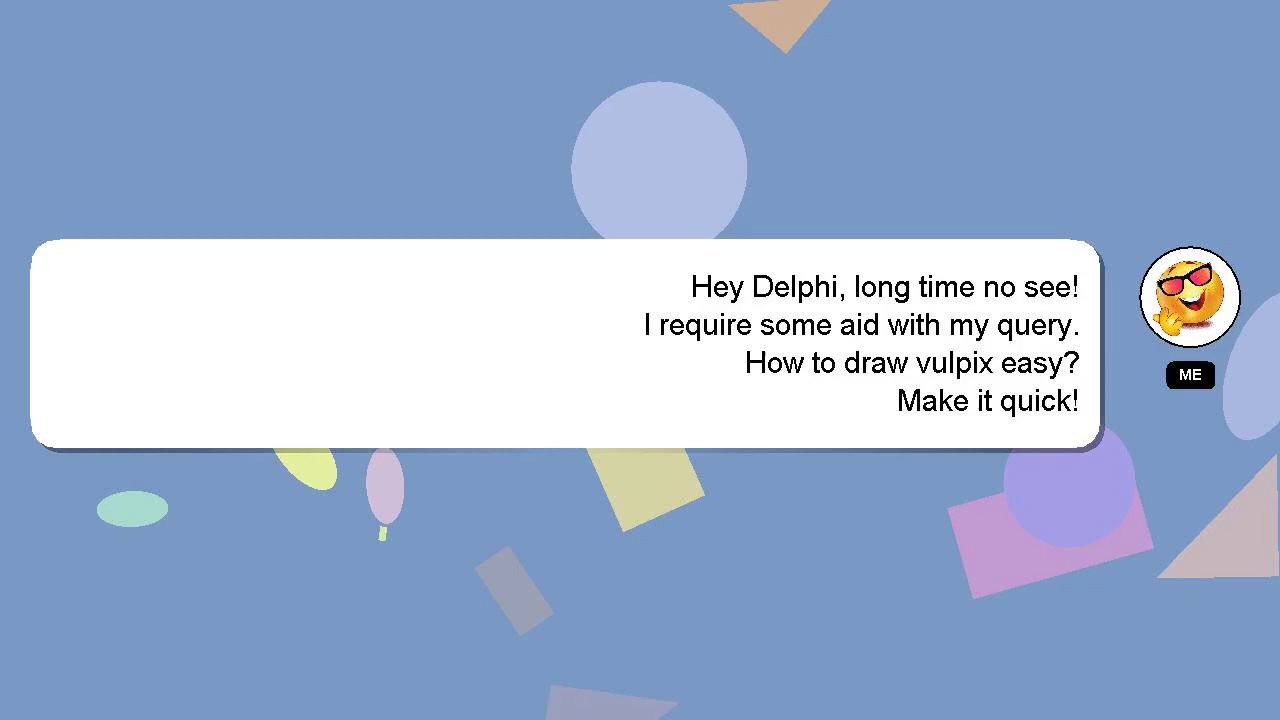 Hey Delphi, long time no see!
I require some aid with my query.
How to draw vulpix easy?
Make it quick!
ME